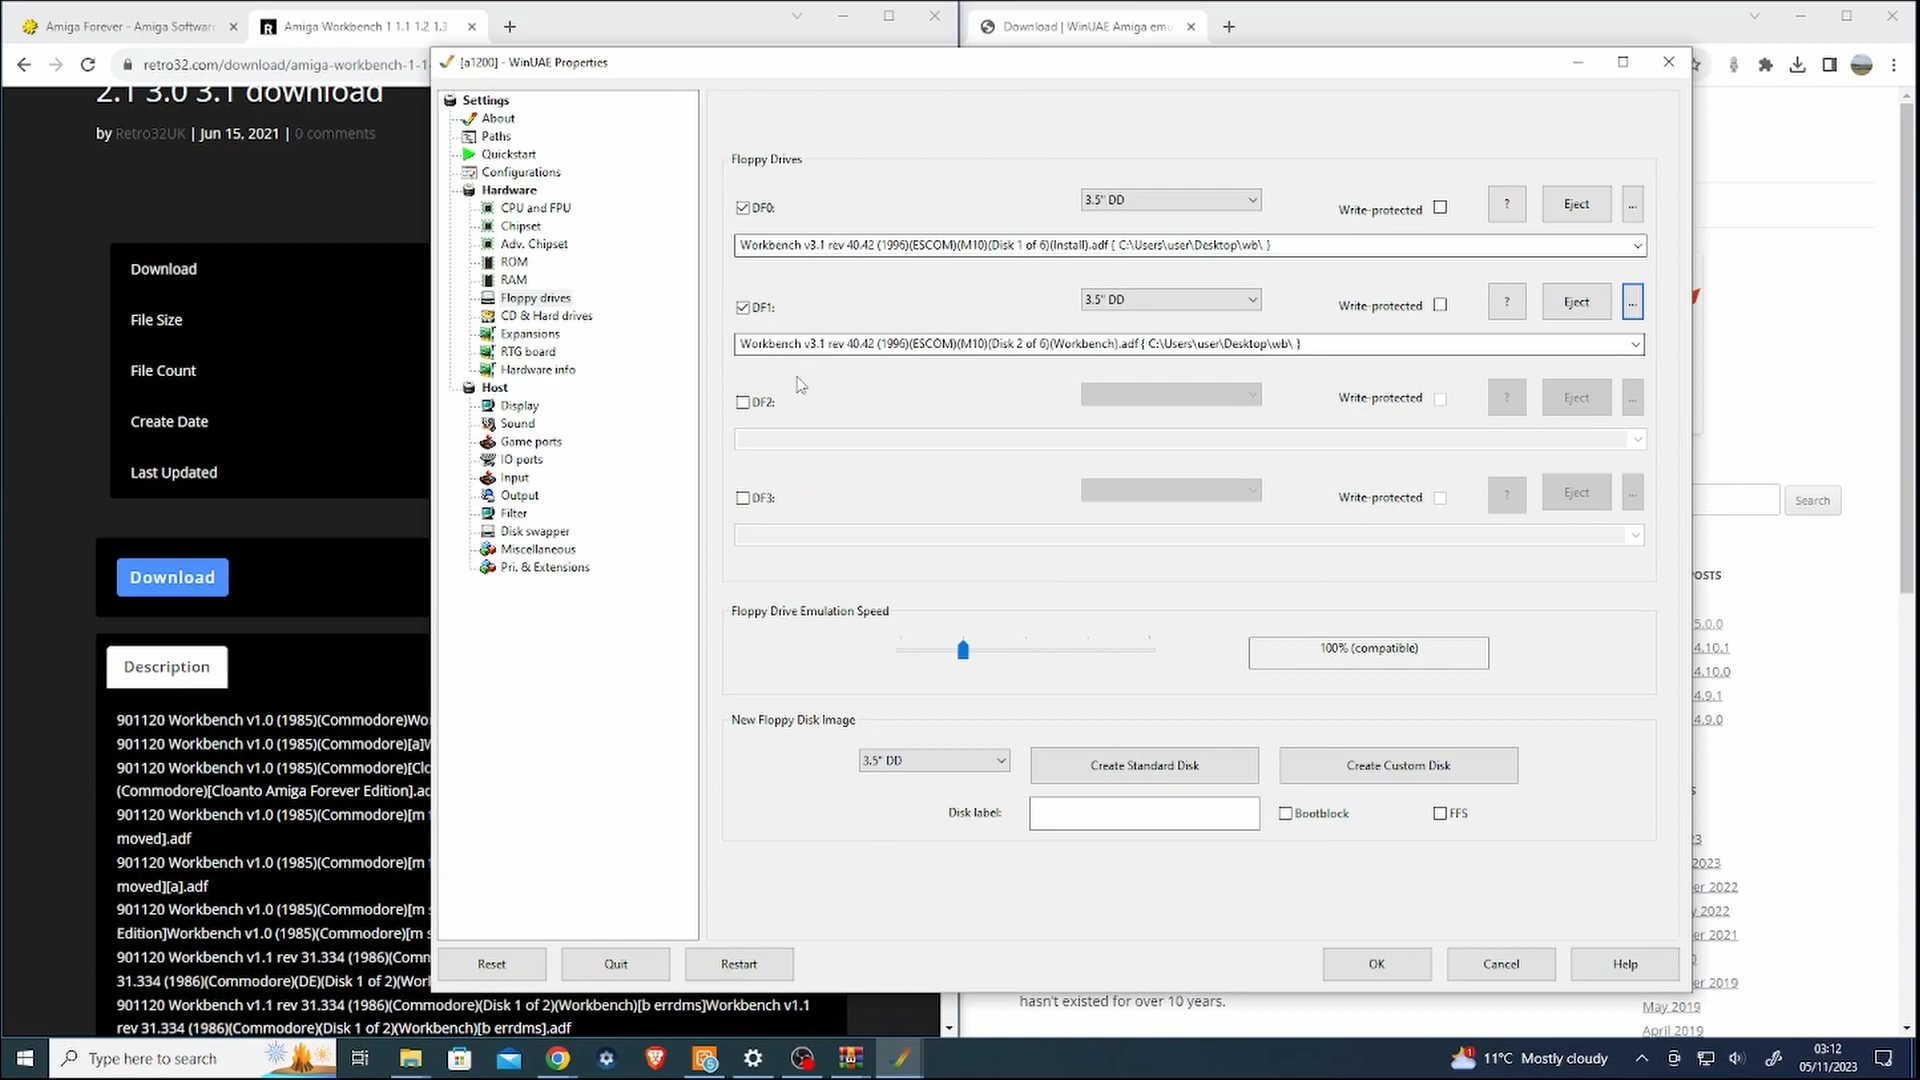 Amiga Forever - Amiga Software
Amiga Workbench 1 1.1 1.2 1.3
Download | WinUAE Amiga emu
retro32.com/download/amiga-workbench-1-1
2.1 3.0 3.1 download
by Retro32UK | Jun 15, 2021 | 0 comments
Download
File Size
File Count
Create Date
Last Updated
Download
Description
901120 Workbench v1.0 (1985)(Commodore)Wo
901120 Workbench v1.0 (1985)(Commodore)[a]W
901120 Workbench v1.0 (1985)(Commodore)[Clo
(Commodore)[Cloanto Amiga Forever Edition].ad
901120 Workbench v1.0 (1985)(Commodore)[m
moved].adf
901120 Workbench v1.0 (1985)(Commodore)[m
moved][a].adf
901120 Workbench v1.0 (1985)(Commodore)[m s
Edition]Workbench v1.0 (1985)(Commodore)[m s
901120 Workbench v1.1 rev 31.334 (1986)(Comm
31.334 (1986)(Commodore)(DE)(Disk 1 of 2)(Worl
901120 Workbench v1.1 rev 31.334 (1986)(Commodore)(Disk 1 of 2)(Workbench)[b errdms]Workbench v1.1
rev 31.334 (1986)(Commodore)(Disk 1 of 2)(Workbench)[b errdms].adf
[a1200] - WinUAE Properties
Settings
About
Paths
Quickstart
Configurations
Hardware
CPU and FPU
Chipset
Adv. Chipset
ROM
RAM
Floppy drives
CD & Hard drives
Expansions
RTG board
Hardware info
Host
Display
Sound
Game ports
IO ports
Input
Output
Filter
Disk swapper
Miscellaneous
Pri. & Extensions
Floppy Drives
DF0: 3.5" DD Write-protected ? Eject ...
Workbench v3.1 rev 40.42 (1996)(ESCOM)(M10)(Disk 1 of 6)(Install).adf { C:\Users\user\Desktop\wb\ }
DF1: 3.5" DD Write-protected ? Eject ...
Workbench v3.1 rev 40.42 (1996)(ESCOM)(M10)(Disk 2 of 6)(Workbench).adf { C:\Users\user\Desktop\wb\ }
DF2: Write-protected ? Eject ...
DF3: Write-protected ? Eject ...
Floppy Drive Emulation Speed
100% (compatible)
New Floppy Disk Image
3.5" DD Create Standard Disk Create Custom Disk
Disk label: Bootblock FFS
Reset Quit Restart OK Cancel Help
Search
POSTS
5.0.0
4.10.1
4.10.0
4.9.1
4.9.0
S
23
2023
er 2022
y 2022
er 2021
er 2019
May 2019
April 2019
hasn't existed for over 10 years.
Type here to search
11°C Mostly cloudy
03:12
05/11/2023